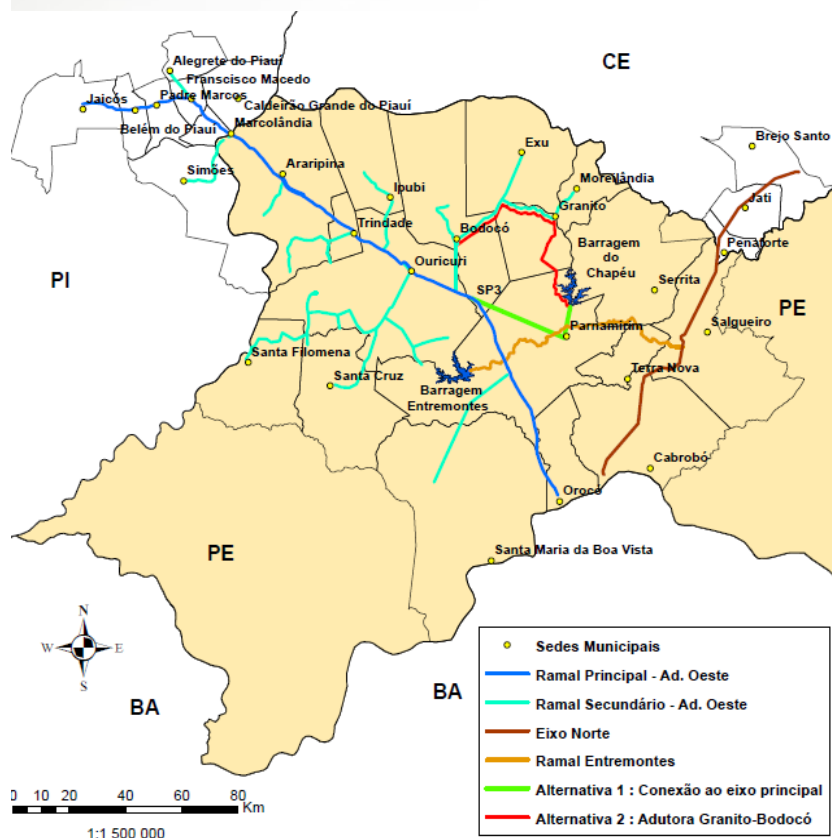 CE
Alegrete do Piauí
Franscisco Macedo
Jaicós
Padre Marcos
Caldeirão Grande do Piauí
Belém do Piauí
Marcolândia
Brejo Santo
Simões
Araripina
Exu
Ipubi
Moreilândia
Jati
Trindade
Bodocó
Granito
Ouricuri
Barragem
do
Chapéu
Penaforte
PI
SP3
Serrita
PE
Parnamirim
Salgueiro
Santa Filomena
Santa Cruz
Barragem
Entremontes
Tetra Nova
Cabrobó
Orocó
PE
Santa Maria da Boa Vista
N
W E
S
BA
BA
Sedes Municipais
Ramal Principal - Ad. Oeste
Ramal Secundário - Ad. Oeste
Eixo Norte
Ramal Entremontes
Alternativa 1 : Conexão ao eixo principal
Alternativa 2 : Adutora Granito-Bodocó
0 10 20 40 60 80
Km
1:1 500 000